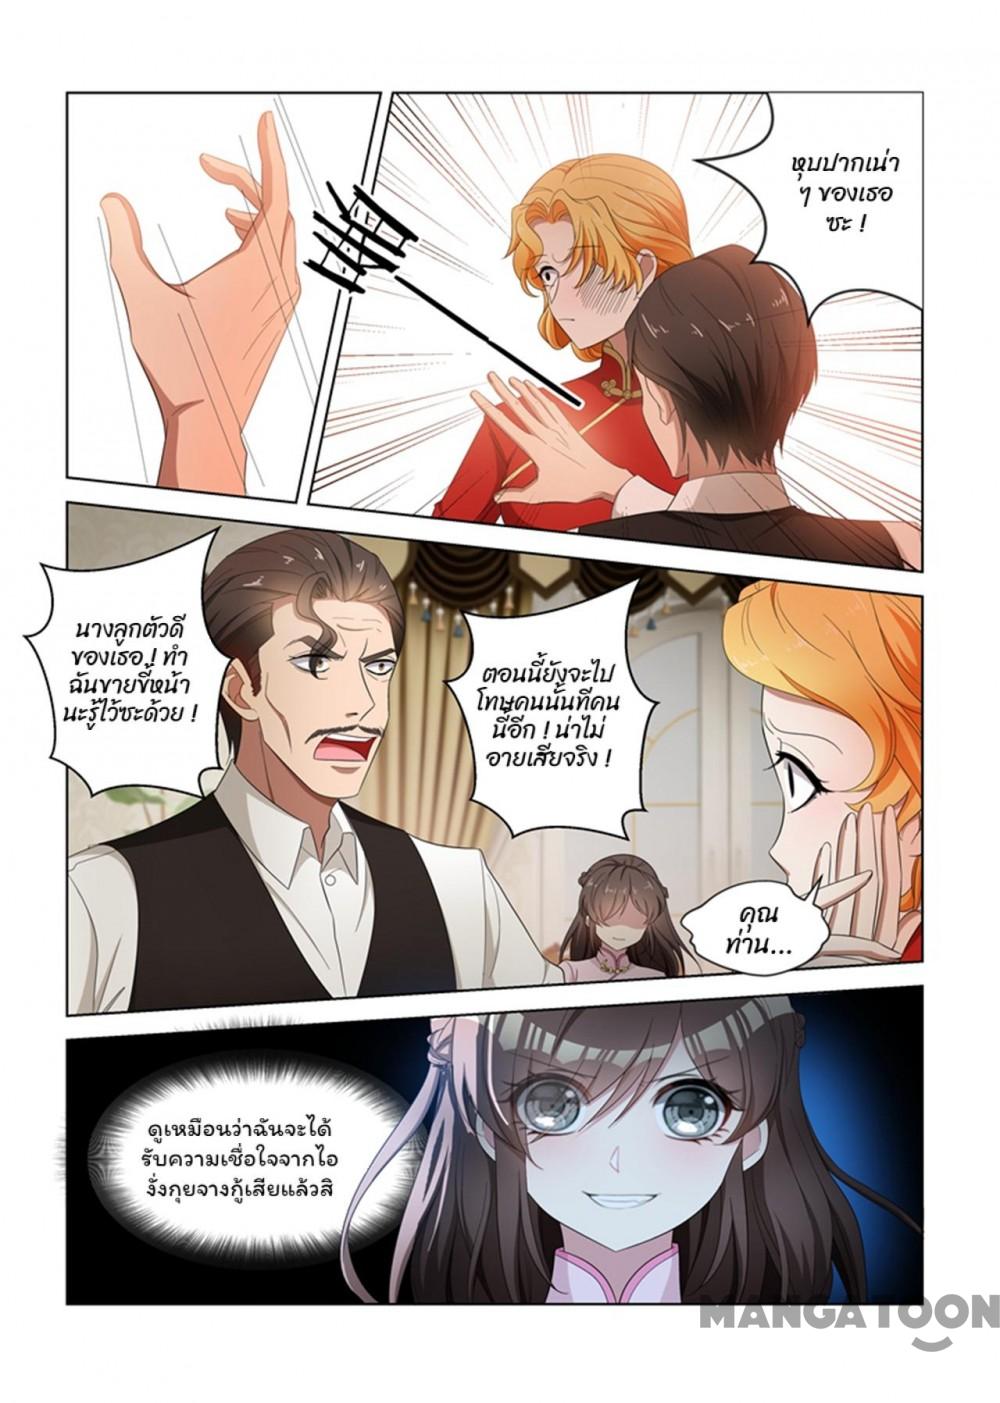 หุบปากเน่า
ๆ ของเธอ
ซะ !
นางลูกตัวดี
ของเธอ ! ทำ
ฉันขายขี้หน้า
นะรู้ไว้ซะด้วย !
ตอนนี้ยังจะไป
โทษคนนั้นทีคน
นี้อีก ! น่าไม่
อายเสียจริง !
คุณ
ท่าน...
ดูเหมือนว่าฉันจะได้
รับความเชื่อใจจากไอ
งั่งกุยจางกู้เสียแล้วสิ
MANGATOON